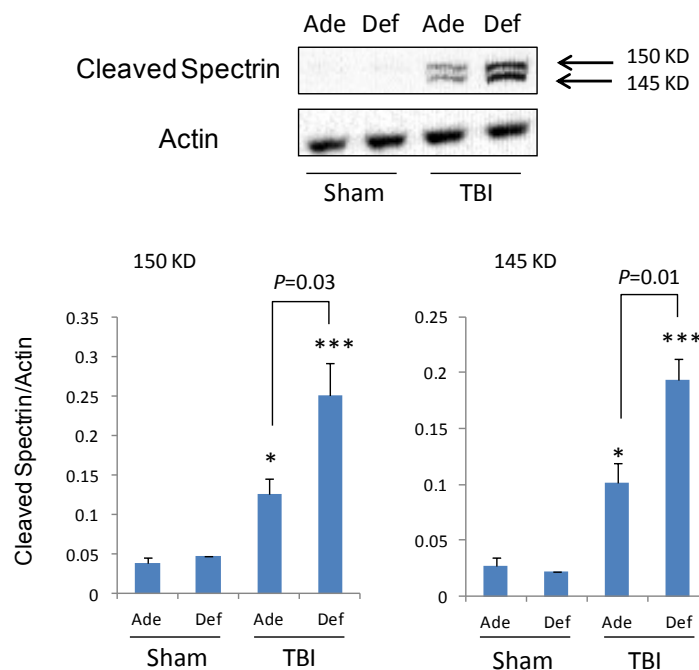 Ade Def Ade Def
Cleaved Spectrin
150 KD
145 KD
Actin
Sham TBI
150 KD
P=0.03
Cleaved Spectrin/Actin
0.35
0.3
0.25
0.2
0.15
0.1
0.05
0
*
***
Ade Def Ade Def
Sham TBI
145 KD
P=0.01
0.25
0.2
0.15
0.1
0.05
0
*
***
Ade Def Ade Def
Sham TBI